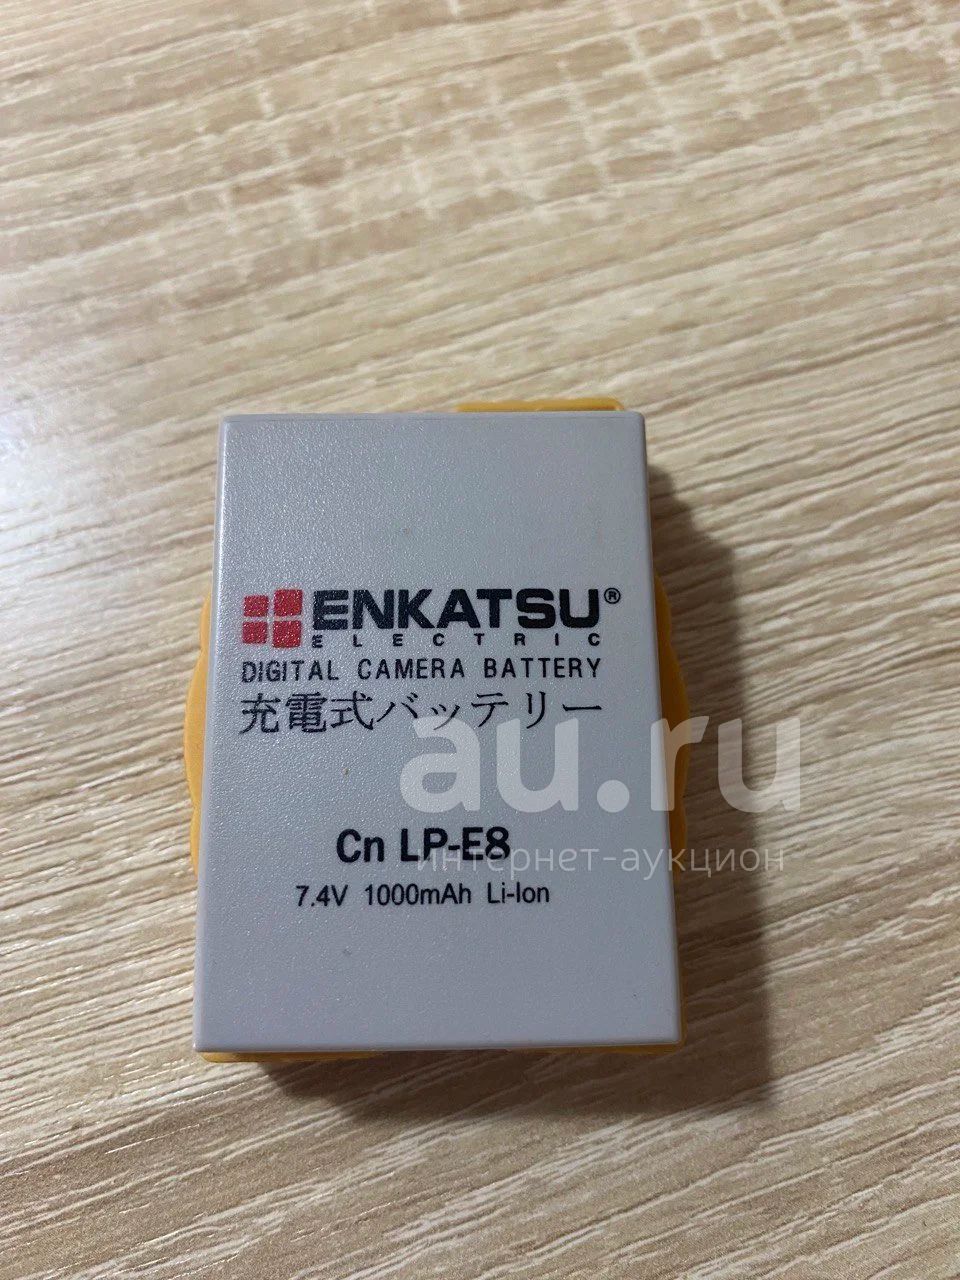 ENKATSU®
ELECTRIC
DIGITAL CAMERA BATTERY
充電式バッテリー
au.ru
интернет-аукцион
Cn LP-E8
7.4V 1000mAh Li-Ion